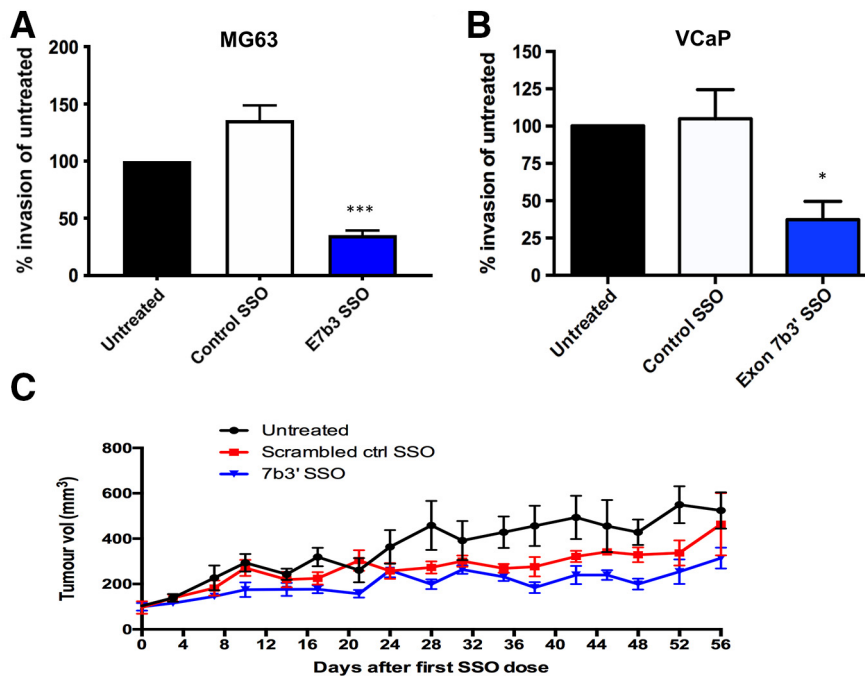 A
MG63
% invasion of untreated
200
150
100
50
0
***
Untreated
Control SSO
E7b3 SSO
B
VCaP
% invasion of untreated
150
125
100
75
50
25
0
*
Untreated
Control SSO
Exon 7b3' SSO
C
Untreated
Scrambled ctrl SSO
7b3' SSO
Tumour vol (mm³)
800
600
400
200
0
0 4 8 12 16 20 24 28 32 36 40 44 48 52 56
Days after first SSO dose